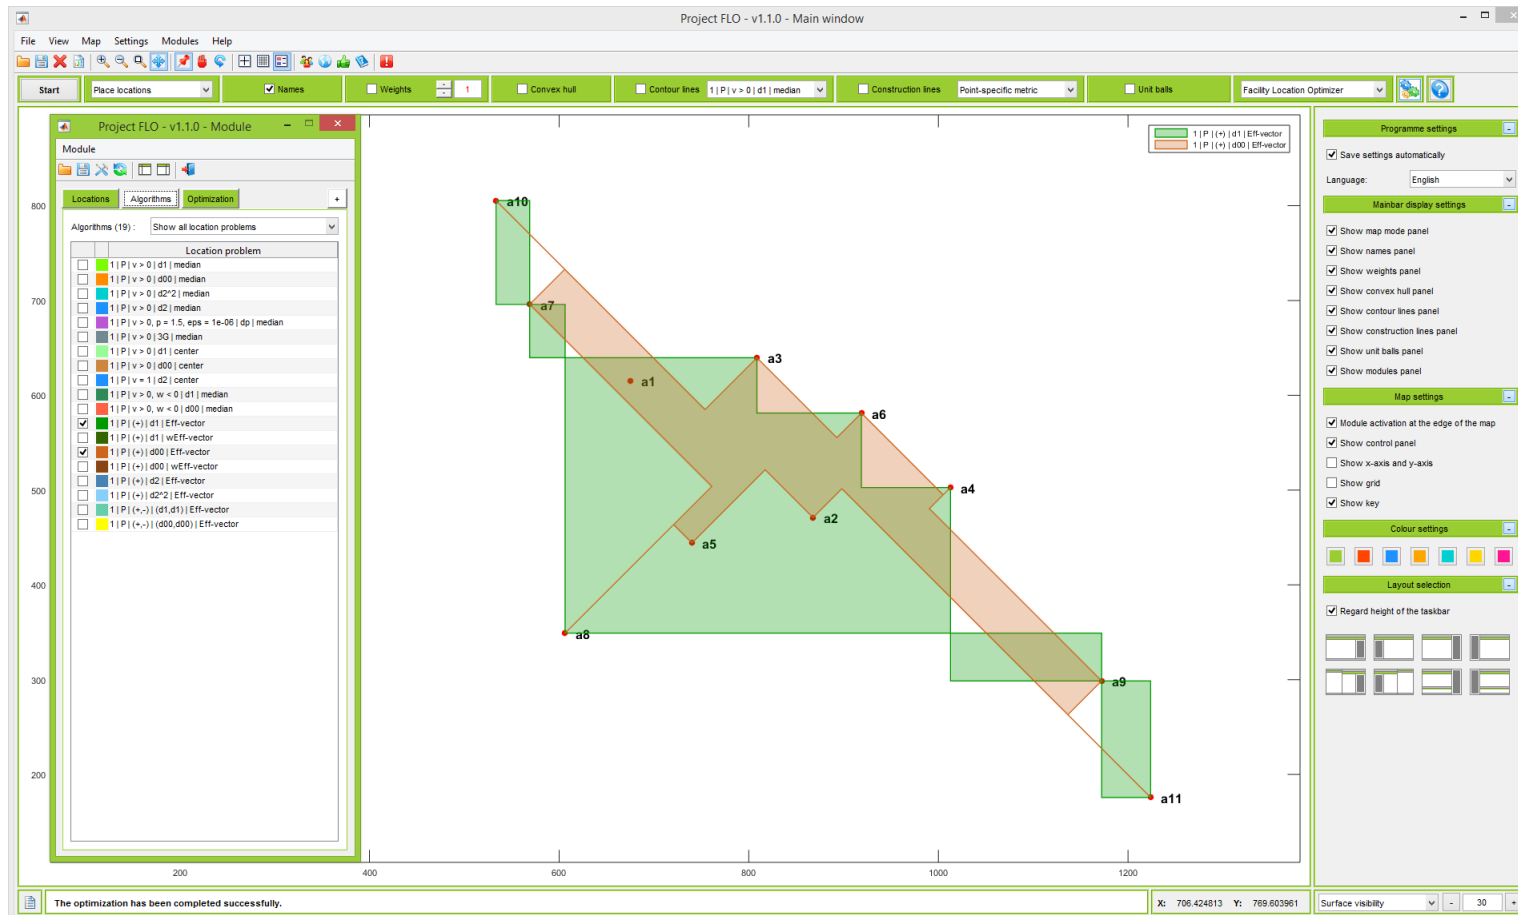 Project FLO - v1.1.0 - Main window
File View Map Settings Modules Help
Start Place locations Names Weights 1 Convex hull Contour lines 1 | P | v > 0 | d1 | median Construction lines Point-specific metric Unit balls Facility Location Optimizer
Project FLO - v1.1.0 - Module
Module
Locations Algorithms Optimization +
Algorithms (19) : Show all location problems
Location problem
1 | P | v > 0 | d1 | median
1 | P | v > 0 | d00 | median
1 | P | v > 0 | d2^2 | median
1 | P | v > 0 | d2 | median
1 | P | v > 0, p = 1.5, eps = 1e-06 | dp | median
1 | P | v > 0 | 3G | median
1 | P | v > 0 | d1 | center
1 | P | v > 0 | d00 | center
1 | P | v = 1 | d2 | center
1 | P | v > 0, w < 0 | d1 | median
1 | P | v > 0, w < 0 | d00 | median
1 | P | (+) | d1 | Eff-vector
1 | P | (+) | d1 | wEff-vector
1 | P | (+) | d00 | Eff-vector
1 | P | (+) | d00 | wEff-vector
1 | P | (+) | d2 | Eff-vector
1 | P | (+) | d2^2 | Eff-vector
1 | P | (+,-) | (d1,d1) | Eff-vector
1 | P | (+,-) | (d00,d00) | Eff-vector
1 | P | (+) | d1 | Eff-vector
1 | P | (+) | d00 | Eff-vector
800
700
600
500
400
300
200
a10
a7
a3
a1
a6
a4
a2
a5
a8
a9
a11
200 400 600 800 1000 1200
Programme settings -
Save settings automatically
Language: English
Mainbar display settings -
Show map mode panel
Show names panel
Show weights panel
Show convex hull panel
Show contour lines panel
Show construction lines panel
Show unit balls panel
Show modules panel
Map settings -
Module activation at the edge of the map
Show control panel
Show x-axis and y-axis
Show grid
Show key
Colour settings -
Layout selection -
Regard height of the taskbar
The optimization has been completed successfully.
X: 706.424813 Y: 769.603961
Surface visibility - 30 +